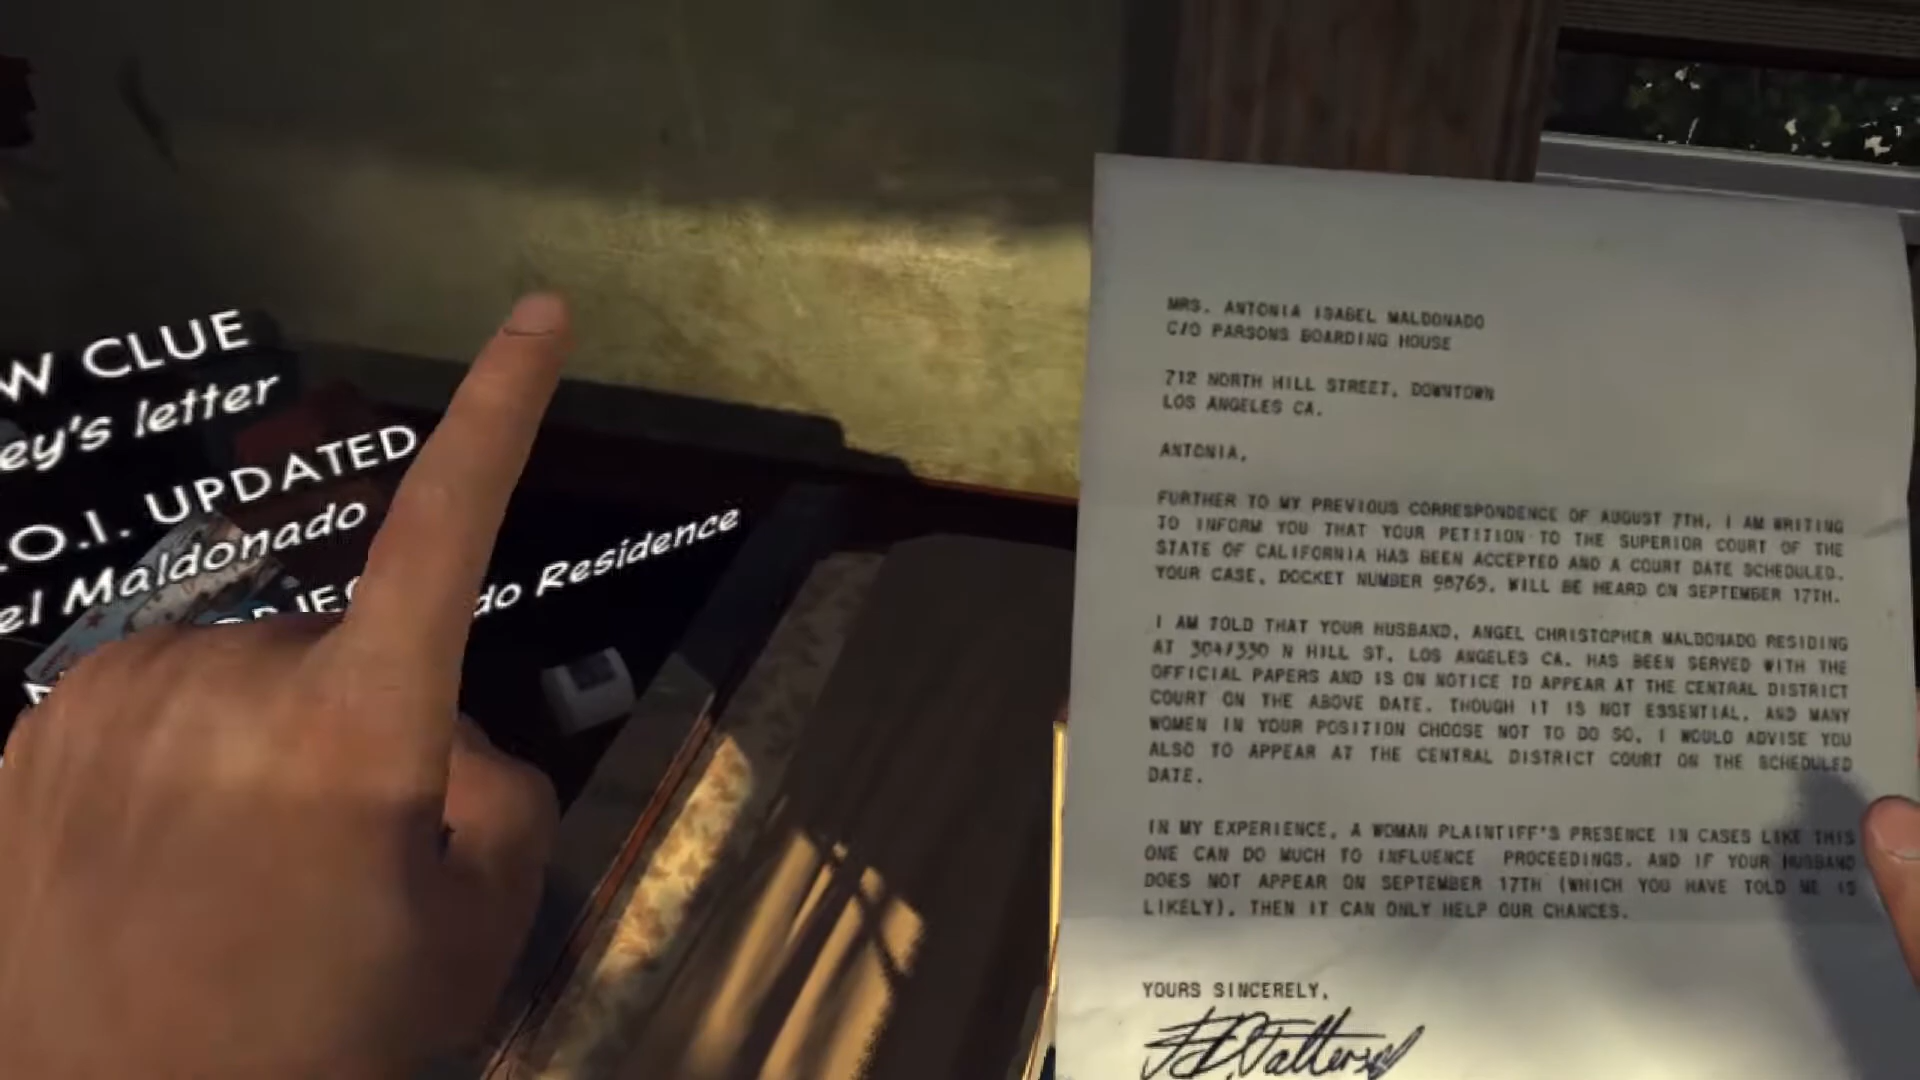 W CLUE
ey's letter
.O.I. UPDATED
el Maldonado
do Residence
MRS. ANTONIA ISABEL MALDONADO
C/O PARSONS BOARDING HOUSE
712 NORTH HILL STREET, DOWNTOWN
LOS ANGELES CA.
ANTONIA,
FURTHER TO MY PREVIOUS CORRESPONDENCE OF AUGUST 7TH, I AM WRITING
TO INFORM YOU THAT YOUR PETITION TO THE SUPERIOR COURT OF THE
STATE OF CALIFORNIA HAS BEEN ACCEPTED AND A COURT DATE SCHEDULED.
YOUR CASE, DOCKET NUMBER 98765, WILL BE HEARD ON SEPTEMBER 17TH.
I AM TOLD THAT YOUR HUSBAND, ANGEL CHRISTOPHER MALDONADO RESIDING
AT 304/330 N HILL ST, LOS ANGELES CA. HAS BEEN SERVED WITH THE
OFFICIAL PAPERS AND IS ON NOTICE TO APPEAR AT THE CENTRAL DISTRICT
COURT ON THE ABOVE DATE. THOUGH IT IS NOT ESSENTIAL, AND MANY
WOMEN IN YOUR POSITION CHOOSE NOT TO DO SO, I WOULD ADVISE YOU
ALSO TO APPEAR AT THE CENTRAL DISTRICT COURT ON THE SCHEDULED
DATE.
IN MY EXPERIENCE, A WOMAN PLAINTIFF'S PRESENCE IN CASES LIKE THIS
ONE CAN DO MUCH TO INFLUENCE PROCEEDINGS. AND IF YOUR HUSBAND
DOES NOT APPEAR ON SEPTEMBER 17TH (WHICH YOU HAVE TOLD ME IS
LIKELY), THEN IT CAN ONLY HELP OUR CHANCES.
YOURS SINCERELY,